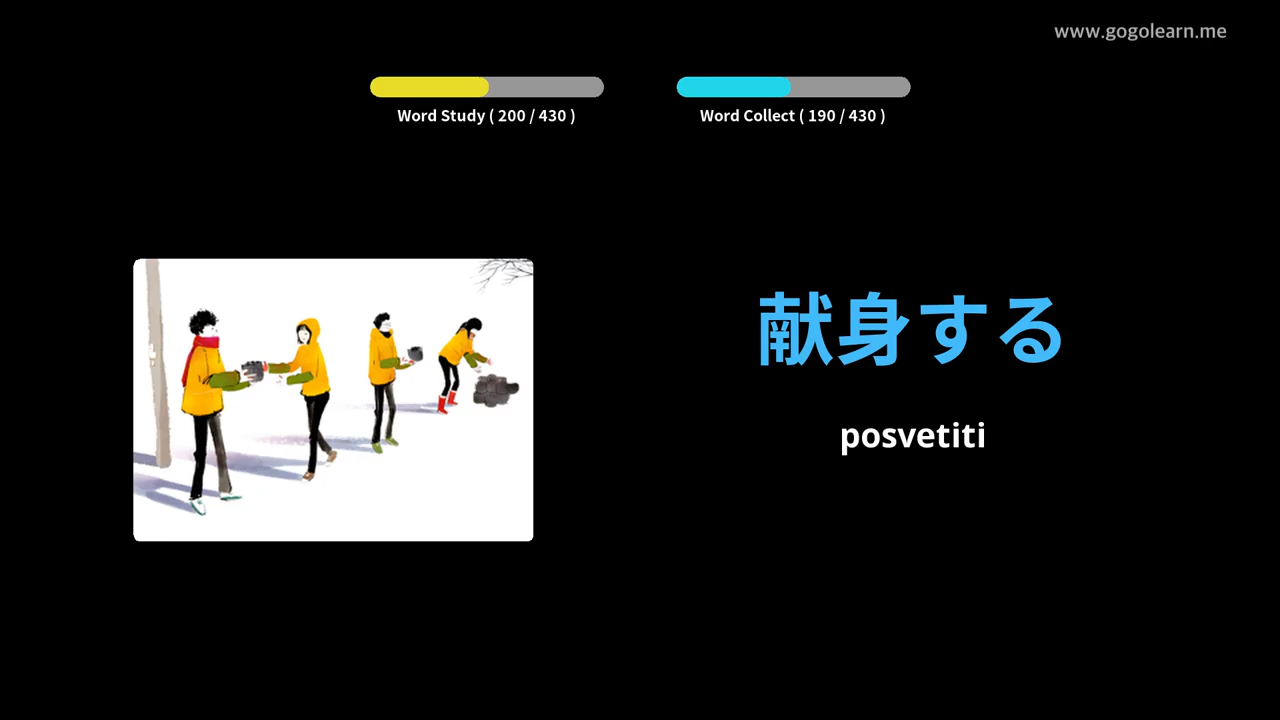 www.gogolearn.me
Word Study ( 200 / 430 )
Word Collect ( 190 / 430 )
献身する
posvetiti